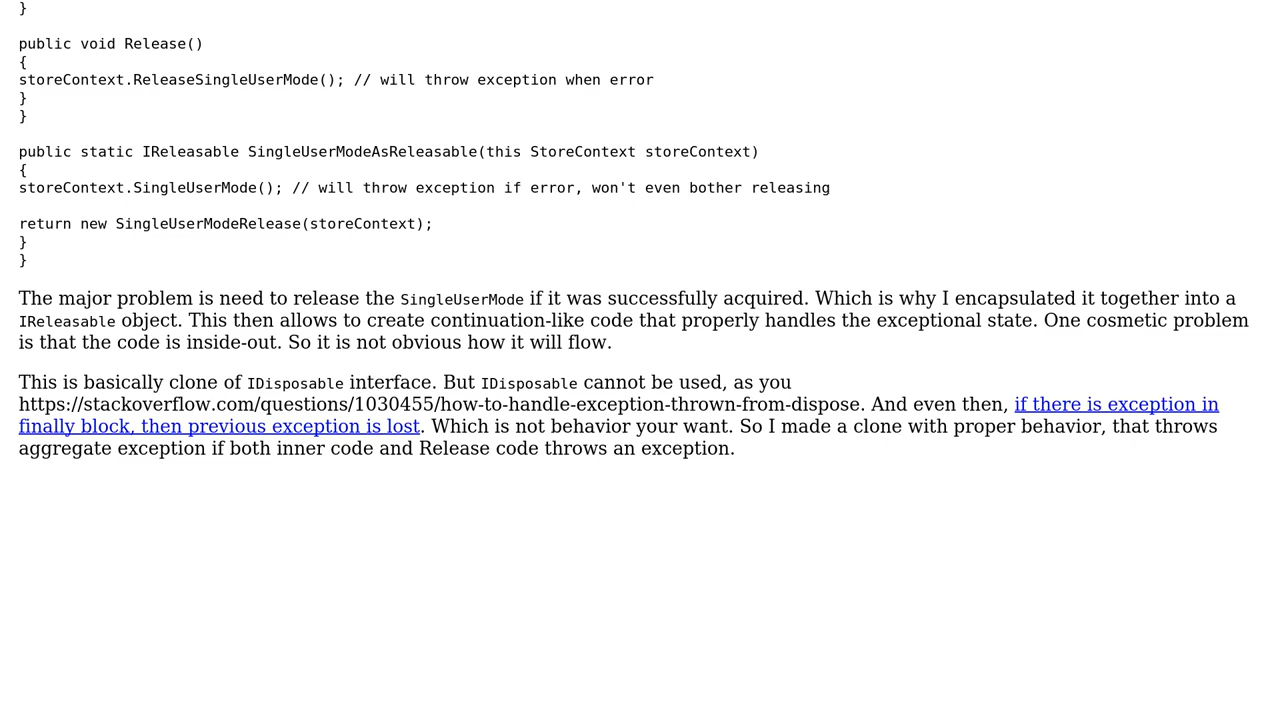 }
public void Release()
{
storeContext.ReleaseSingleUserMode(); // will throw exception when error
}
}
public static IReleasable SingleUserModeAsReleasable(this StoreContext storeContext)
{
storeContext.SingleUserMode(); // will throw exception if error, won't even bother releasing
return new SingleUserModeRelease(storeContext);
}
}
The major problem is need to release the SingleUserMode if it was successfully acquired. Which is why I encapsulated it together into a
IReleasable object. This then allows to create continuation-like code that properly handles the exceptional state. One cosmetic problem
is that the code is inside-out. So it is not obvious how it will flow.
This is basically clone of IDisposable interface. But IDisposable cannot be used, as you
https://stackoverflow.com/questions/1030455/how-to-handle-exception-thrown-from-dispose. And even then, if there is exception in
finally block, then previous exception is lost. Which is not behavior your want. So I made a clone with proper behavior, that throws
aggregate exception if both inner code and Release code throws an exception.